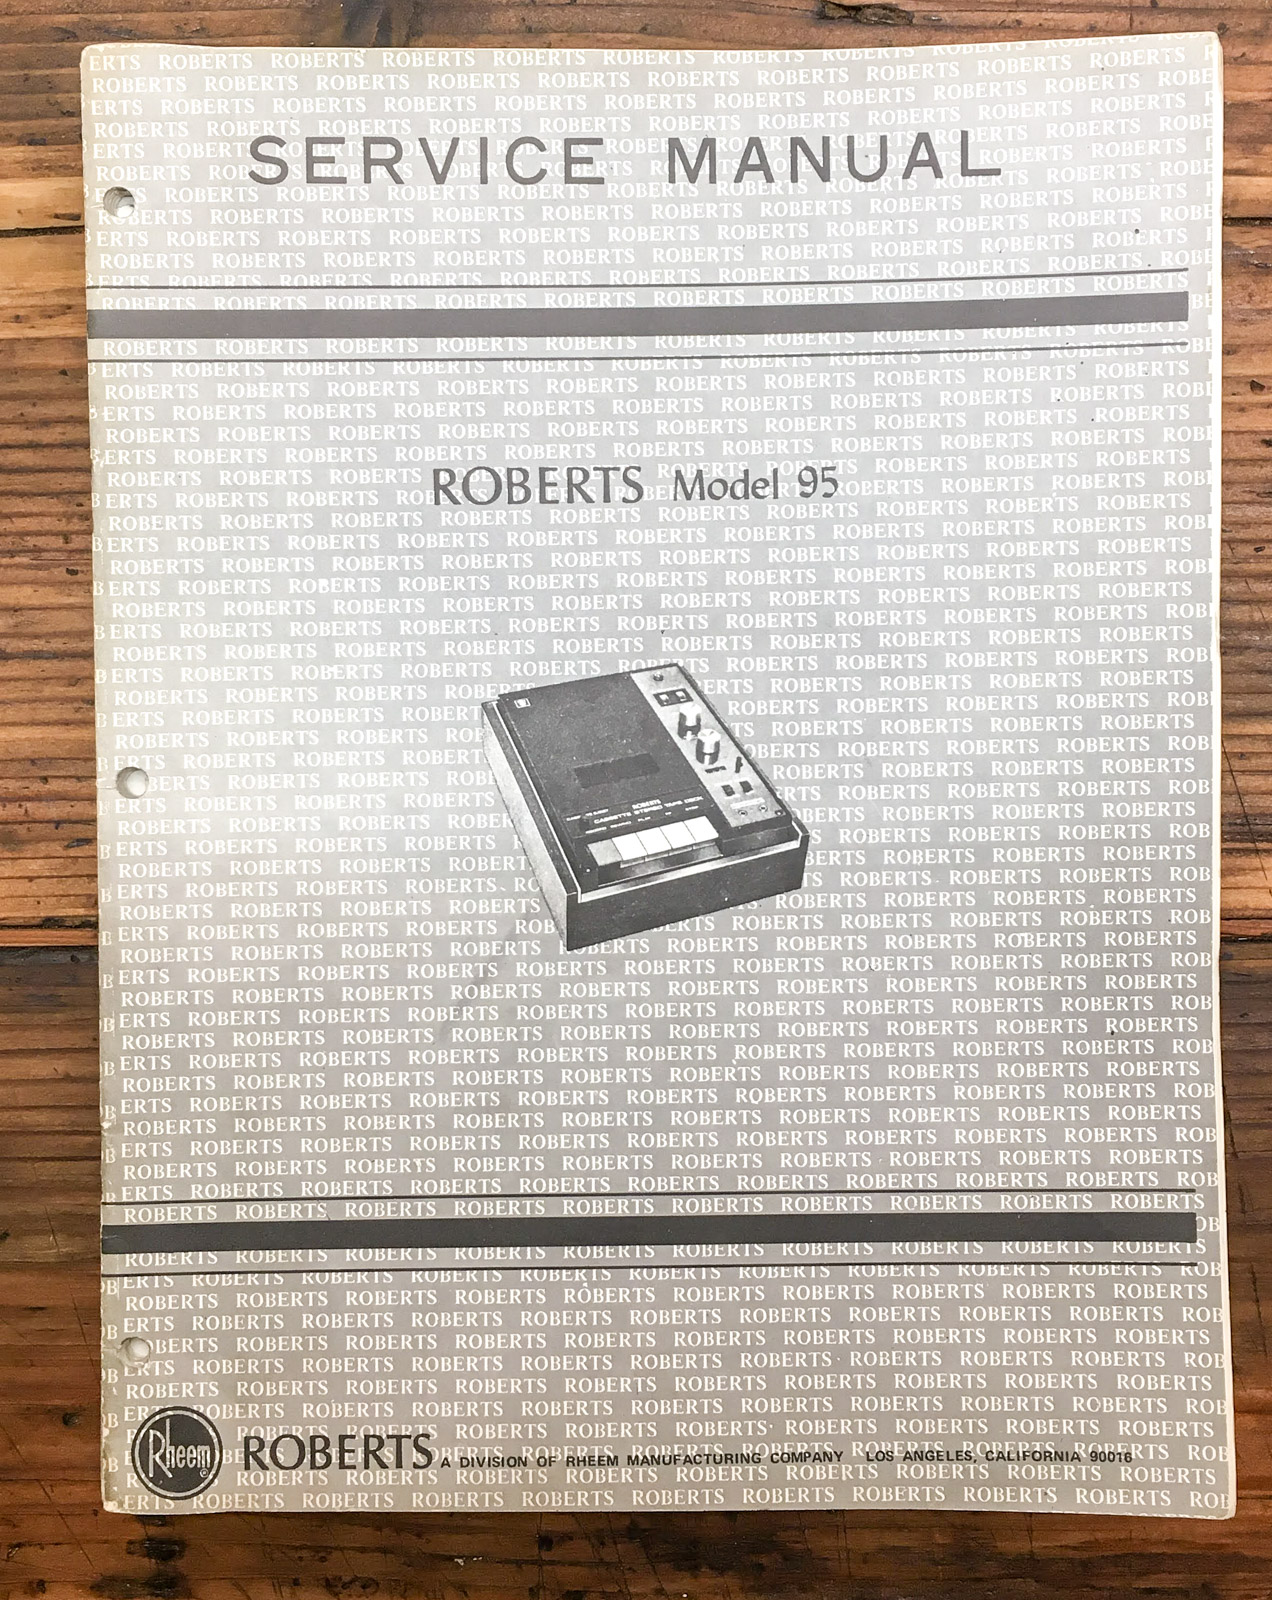 SERVICE MANUAL
ROBERTS Model 95
ROBERTS
CASSETTE STEREO TAPE DECK
Rheem ®
ROBERTS A DIVISION OF RHEEM MANUFACTURING COMPANY LOS ANGELES, CALIFORNIA 90016